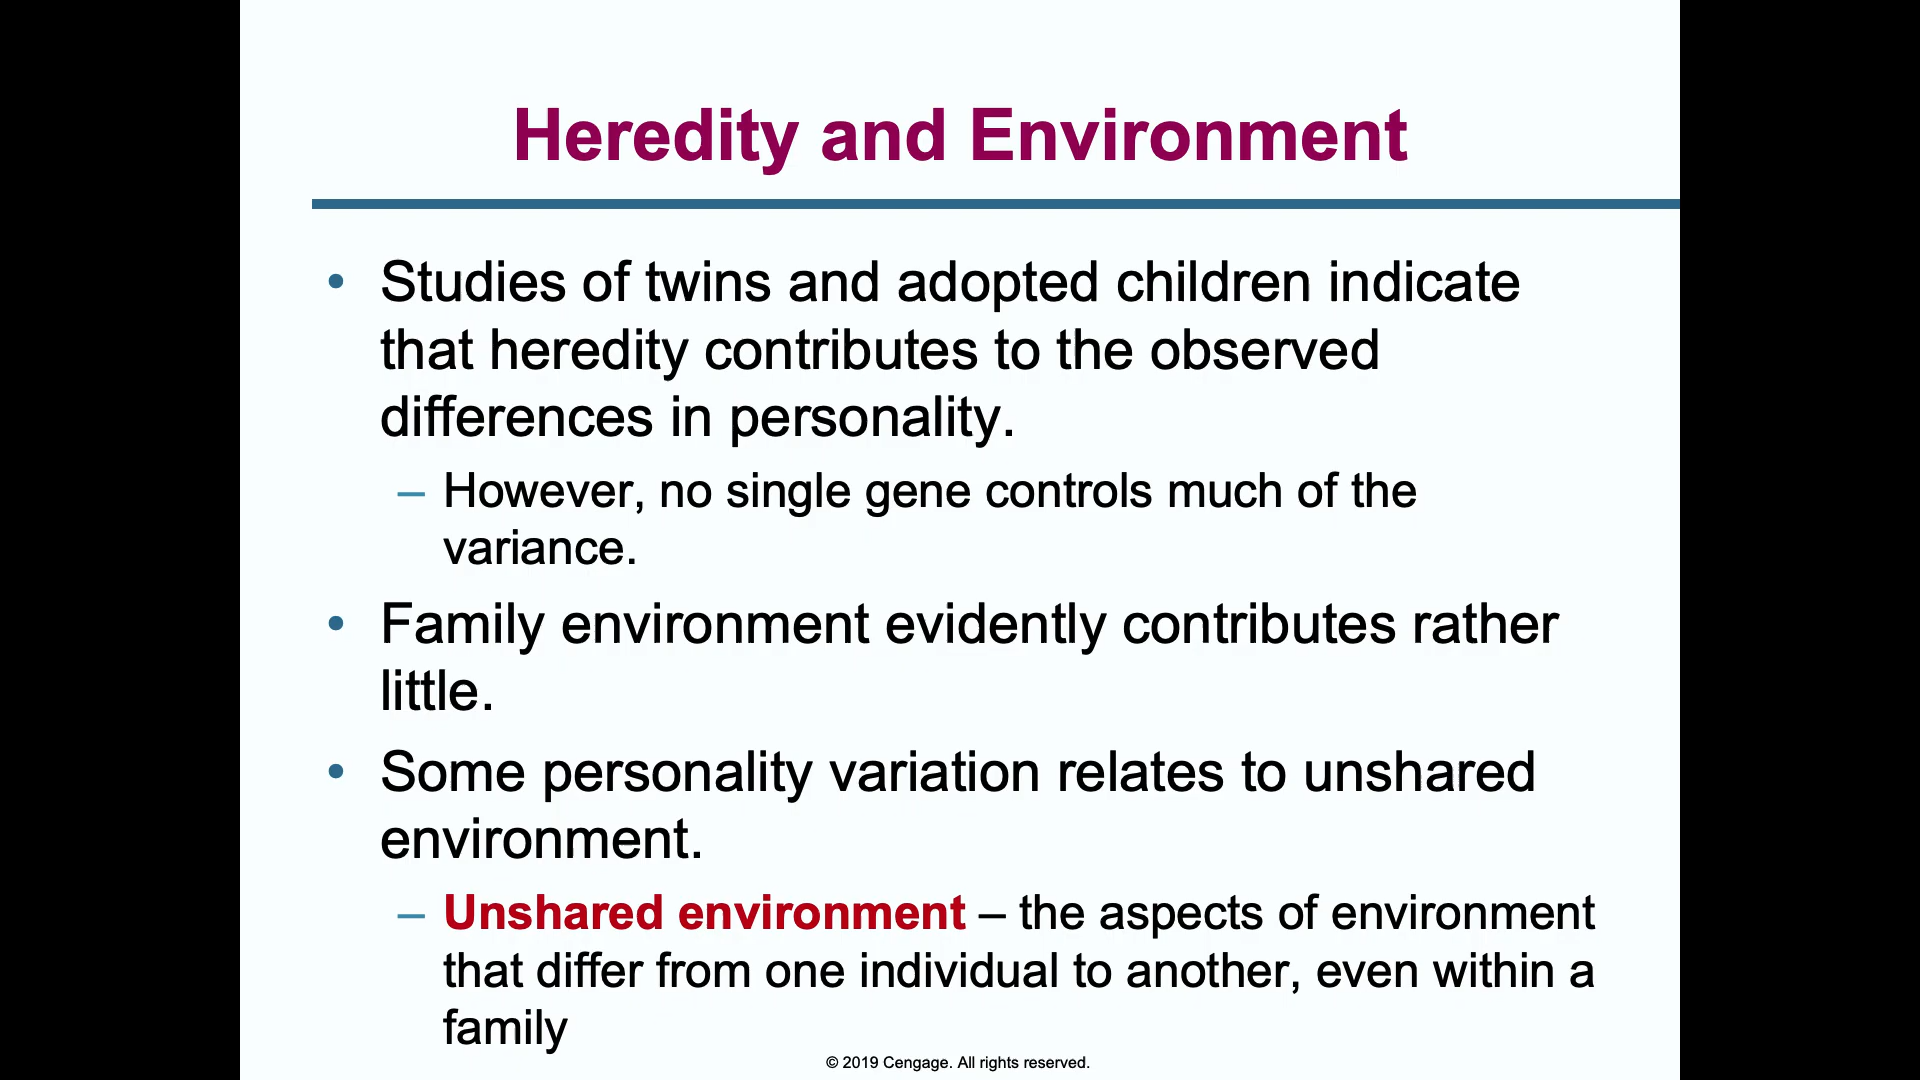 Heredity and Environment
• Studies of twins and adopted children indicate
that heredity contributes to the observed
differences in personality.
– However, no single gene controls much of the
variance.
• Family environment evidently contributes rather
little.
• Some personality variation relates to unshared
environment.
– Unshared environment – the aspects of environment
that differ from one individual to another, even within a
family
© 2019 Cengage. All rights reserved.